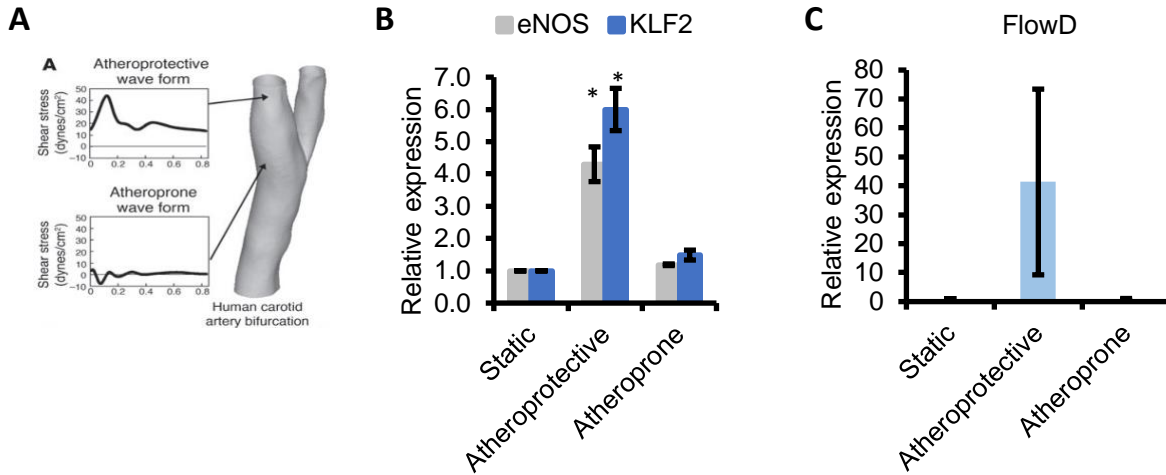 A
A
Atheroprotective
wave form
Shear stress
(dynes/cm²)
50
40
30
20
10
0
–10
0 0.2 0.4 0.6 0.8
Atheroprone
wave form
Shear stress
(dynes/cm²)
50
40
30
20
10
0
–10
0 0.2 0.4 0.6 0.8
Human carotid
artery bifurcation
B
eNOS KLF2
Relative expression
7.0
6.0
5.0
4.0
3.0
2.0
1.0
0.0
* *
Static
Atheroprotective
Atheroprone
C
FlowD
Relative expression
80
70
60
50
40
30
20
10
0
Static
Atheroprotective
Atheroprone